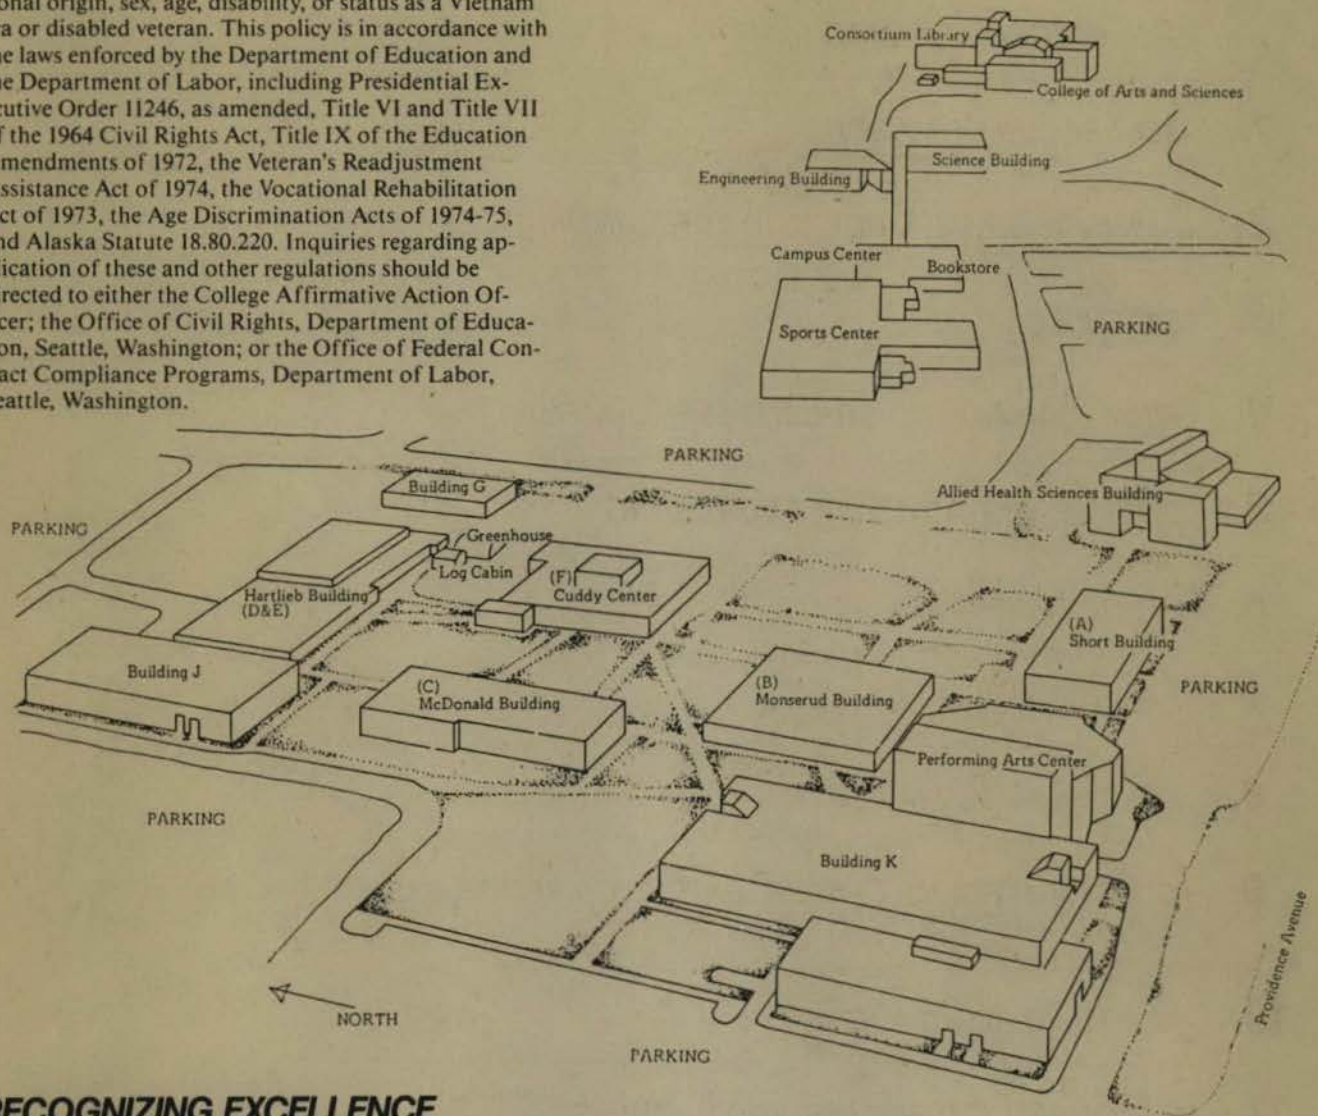 onal origin, sex, age, disability, or status as a Vietnam
ra or disabled veteran. This policy is in accordance with
ne laws enforced by the Department of Education and
ne Department of Labor, including Presidential Ex-
cutive Order 11246, as amended, Title VI and Title VII
f the 1964 Civil Rights Act, Title IX of the Education
mendments of 1972, the Veteran's Readjustment
ssistance Act of 1974, the Vocational Rehabilitation
ct of 1973, the Age Discrimination Acts of 1974-75,
nd Alaska Statute 18.80.220. Inquiries regarding ap-
lication of these and other regulations should be
rected to either the College Affirmative Action Of-
cer; the Office of Civil Rights, Department of Educa-
on, Seattle, Washington; or the Office of Federal Con-
act Compliance Programs, Department of Labor,
eattle, Washington.
Consortium Library
College of Arts and Sciences
Science Building
Engineering Building
Campus Center
Bookstore
Sports Center
PARKING
PARKING
Building G
Allied Health Sciences Building
PARKING
Greenhouse
Log Cabin
(F)
Cuddy Center
Hartlieb Building
(D&E)
(A)
Short Building
Building J
(C)
McDonald Building
(B)
Monserud Building
PARKING
Performing Arts Center
PARKING
Building K
Providence Avenue
NORTH
PARKING
RECOGNIZING EXCELLENCE